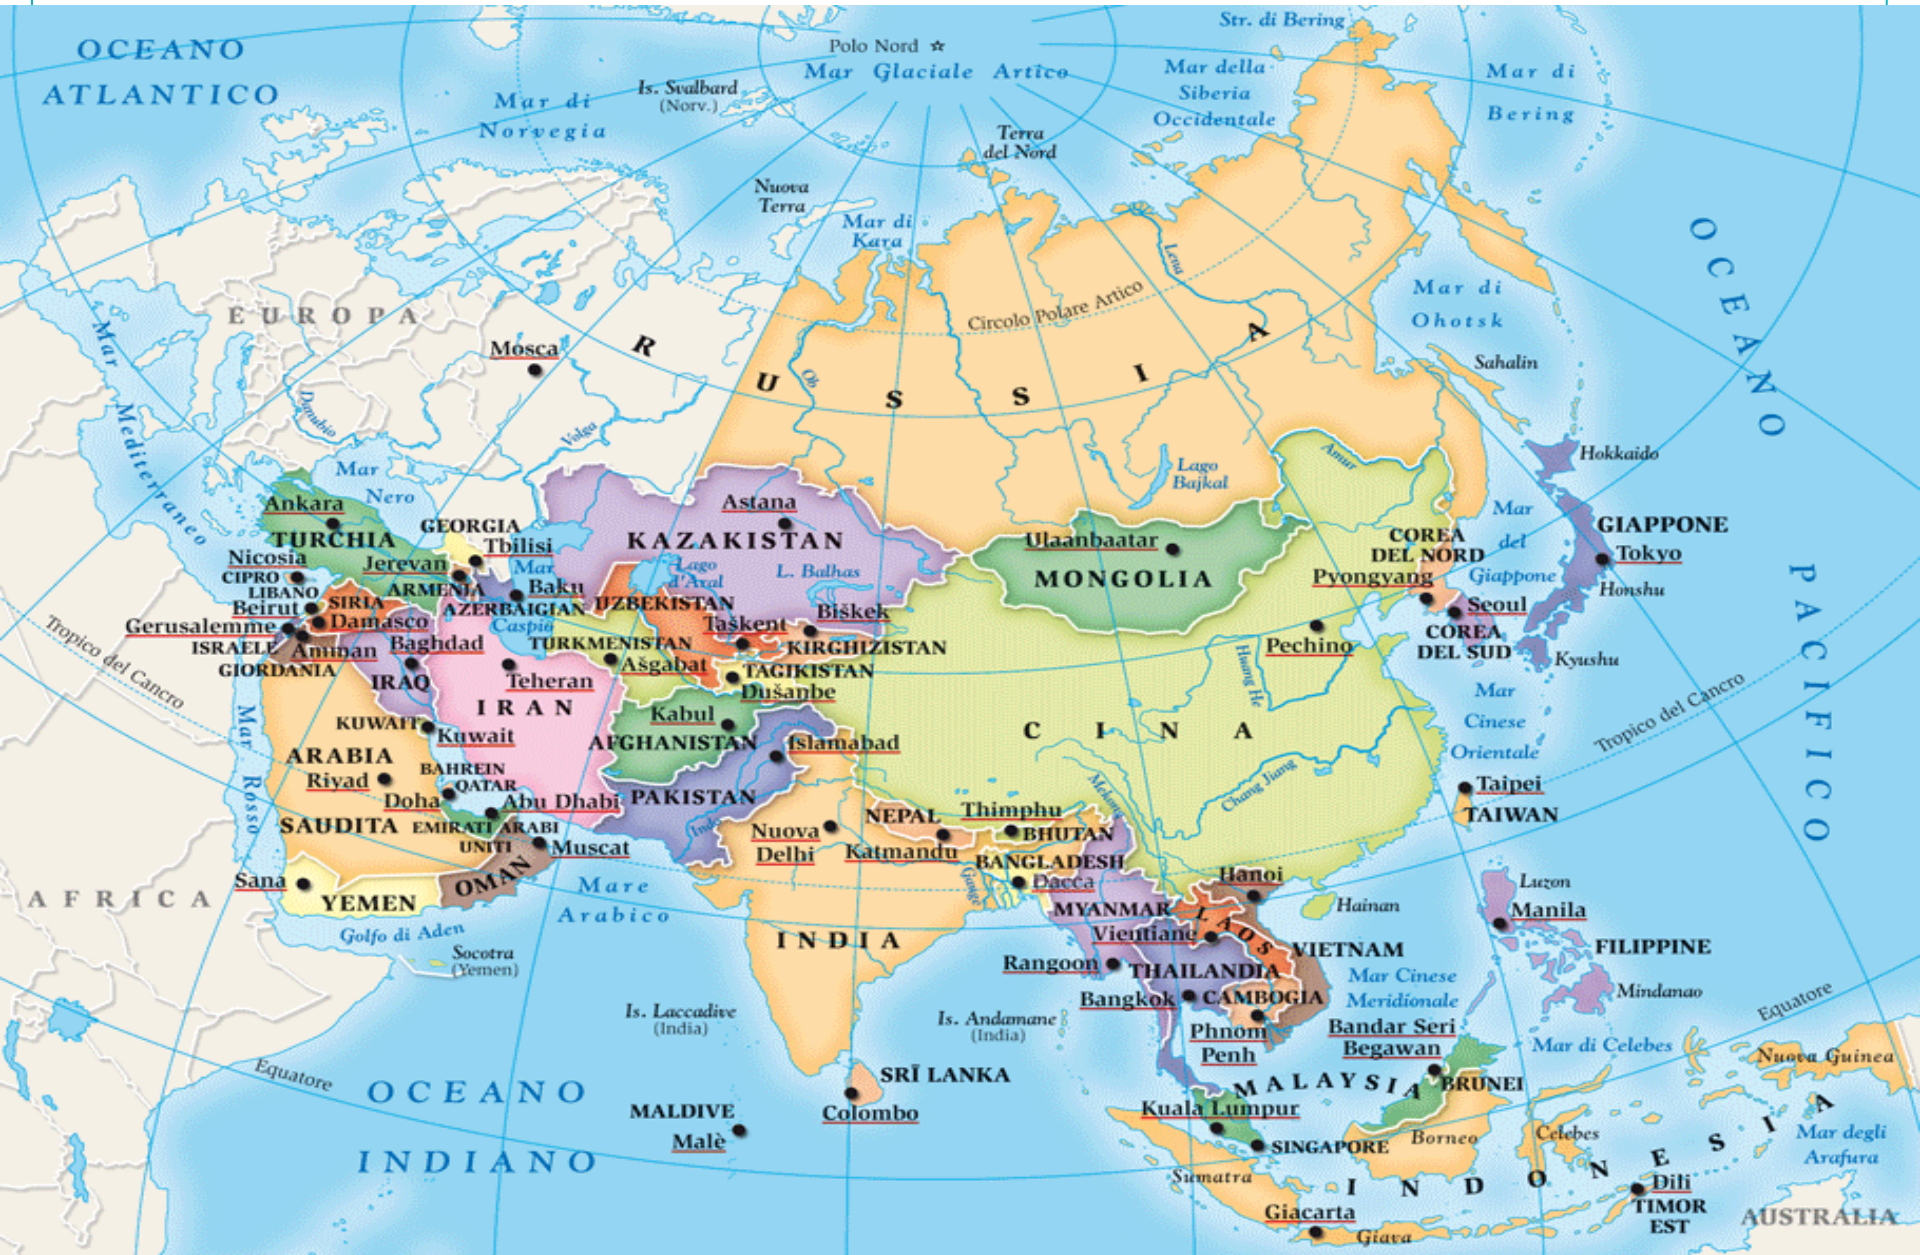 OCEANO
ATLANTICO
Polo Nord
Mar Glaciale Artico
Str. di Bering
Mar della
Siberia
Occidentale
Mar di
Bering
Is. Svalbard
(Norv.)
Mar di
Norvegia
Terra
del Nord
Nuova
Terra
Mar di
Kara
Lena
Circolo Polare Artico
Mar di
Ohotsk
Sahalin
OCEANO PACIFICO
EUROPA
Mosca
RUSSIA
Ob
Volga
Danubio
Mar Mediterraneo
Mar
Nero
Lago
Bajkal
Amur
Hokkaido
Mar
del
Giappone
GIAPPONE
Tokyo
Honshu
Kyushu
Ankara
TURCHIA
GEORGIA
Tbilisi
Nicosia
CIPRO
LIBANO
Beirut
Jerevan
ARMENIA
Mar
Caspio
Baku
AZERBAIGIAN
Astana
KAZAKISTAN
Lago
d'Aral
L. Balhas
Ulaanbaatar
MONGOLIA
COREA
DEL NORD
Pyongyang
Seoul
COREA
DEL SUD
Pechino
SIRIA
Damasco
Gerusalemme
ISRAELE
Amman
GIORDANIA
Baghdad
IRAQ
UZBEKISTAN
Taškent
Biškek
KIRGHIZISTAN
TURKMENISTAN
Ašgabat
TAGIKISTAN
Dušanbe
Teheran
IRAN
Tropico del Cancro
Mar Rosso
KUWAIT
Kuwait
Kabul
AFGHANISTAN
Islamabad
PAKISTAN
Indo
CINA
Huang He
Chang Jiang
Mekong
Mar
Cinese
Orientale
Tropico del Cancro
ARABIA
SAUDITA
Riyad
BAHREIN
QATAR
Doha
Abu Dhabi
EMIRATI ARABI
UNITI
Muscat
OMAN
Sana
YEMEN
Golfo di Aden
Socotra
(Yemen)
AFRICA
Mare
Arabico
Nuova
Delhi
NEPAL
Katmandu
Thimphu
BHUTAN
BANGLADESH
Dacca
Gange
INDIA
Taipei
TAIWAN
Hanoi
Hainan
MYANMAR
LAOS
Vientiane
VIETNAM
Rangoon
THAILANDIA
Bangkok
CAMBOGIA
Phnom
Penh
Luzon
Manila
FILIPPINE
Mindanao
Mar Cinese
Meridionale
Is. Laccadive
(India)
Is. Andamane
(India)
Bandar Seri
Begawan
BRUNEI
Mar di Celebes
Equatore
Nuova Guinea
Equatore
OCEANO
INDIANO
MALDIVE
Malè
SRĪ LANKA
Colombo
MALAYSIA
Kuala Lumpur
SINGAPORE
Borneo
Celebes
Sumatra
INDONESIA
Mar degli
Arafura
Giacarta
Giava
Dili
TIMOR
EST
AUSTRALIA